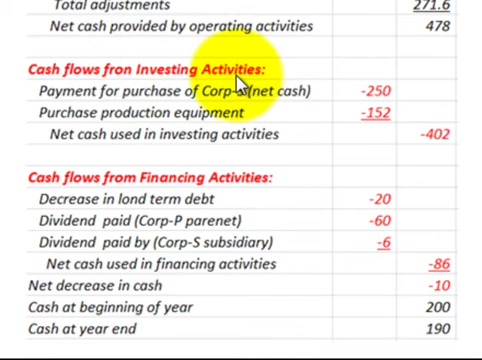 Total adjustments 271.6
Net cash provided by operating activities 478
Cash flows fron Investing Activities:
Payment for purchase of Corp-S(net cash) -250
Purchase production equipment -152
Net cash used in investing activities -402
Cash flows from Financing Activities:
Decrease in lond term debt -20
Dividend paid (Corp-P parenet) -60
Dividend paid by (Corp-S subsidiary) -6
Net cash used in financing activities -86
Net decrease in cash -10
Cash at beginning of year 200
Cash at year end 190